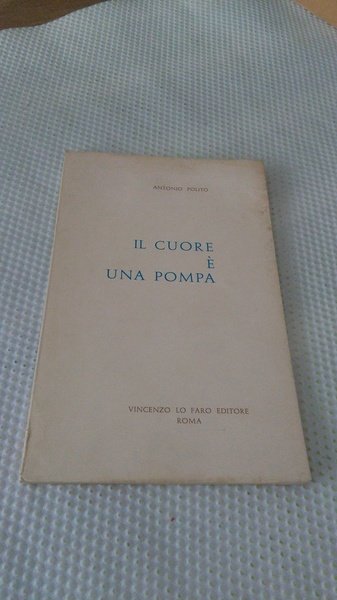 ANTONIO POLITO
IL CUORE
È
UNA POMPA
VINCENZO LO FARO EDITORE
ROMA